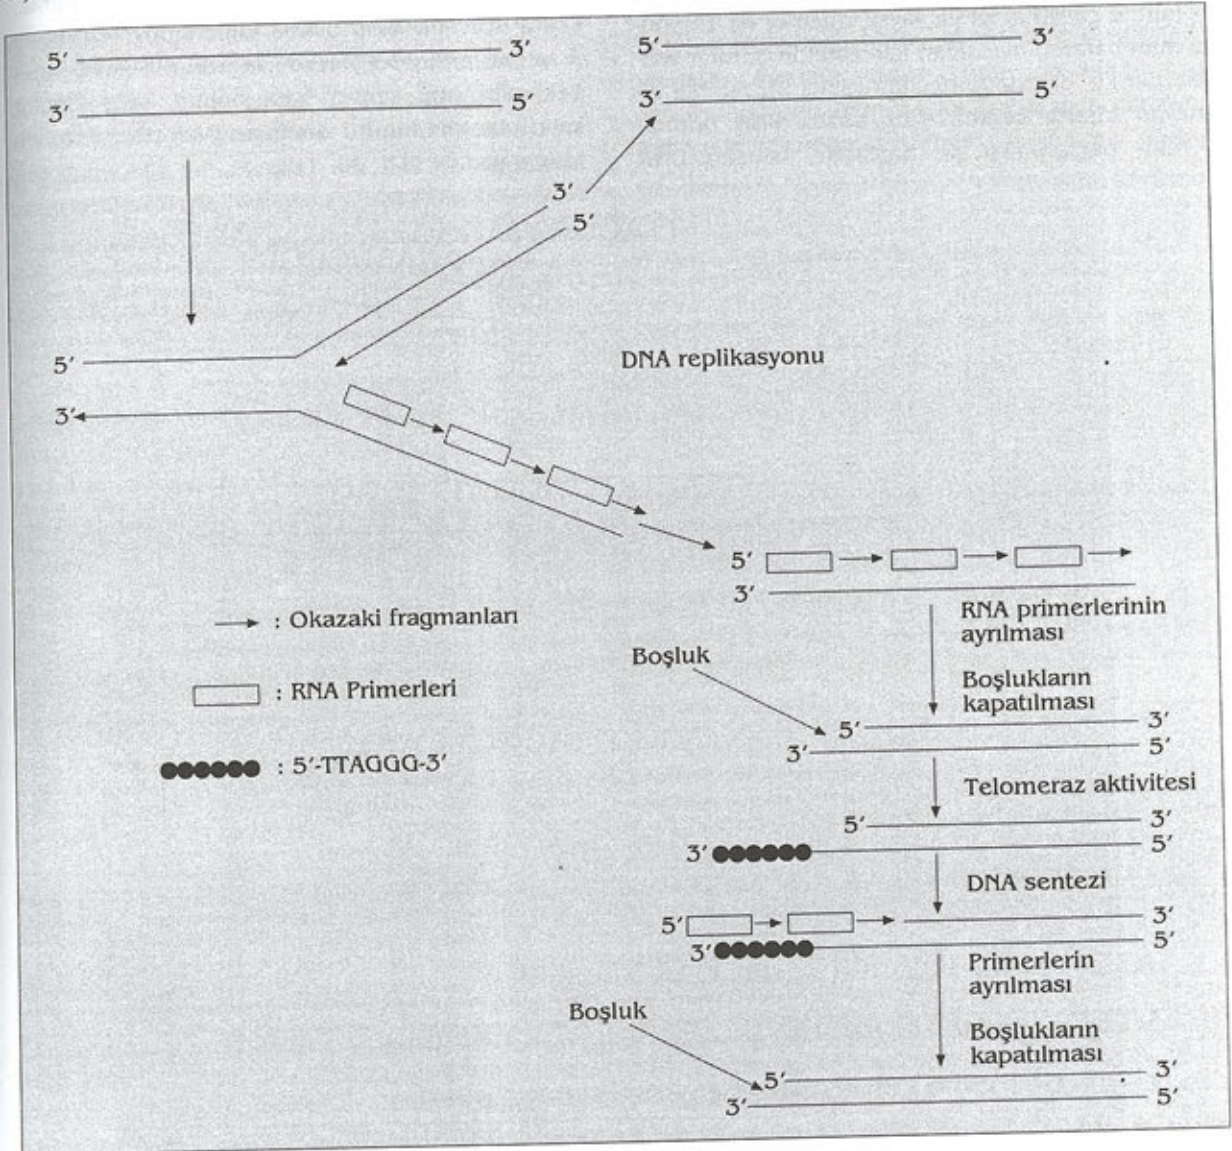 5′ 3′ 5′ 3′
3′ 5′ 3′ 5′
3′
5′
5′
3′
DNA replikasyonu
5′
3′
: Okazaki fragmanları
: RNA Primerleri
: 5′-TTAGGG-3′
RNA primerlerinin
ayrılması
Boşluk
Boşlukların
kapatılması
5′ 3′
3′ 5′
Telomeraz aktivitesi
5′ 3′
3′ 5′
DNA sentezi
5′ 3′
3′ 5′
Primerlerin
ayrılması
Boşluk
Boşlukların
kapatılması
5′ 3′
3′ 5′